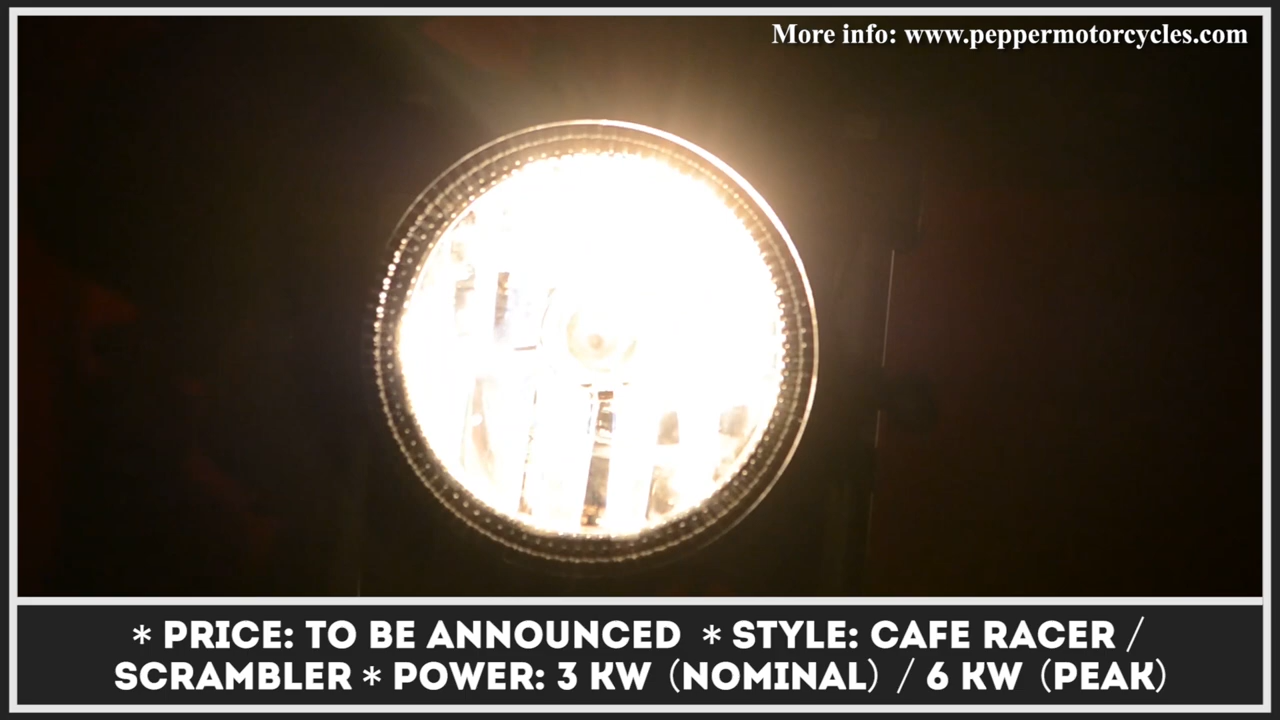 More info: www.peppermotorcycles.com
* PRICE: TO BE ANNOUNCED * STYLE: CAFE RACER /
SCRAMBLER * POWER: 3 KW (NOMINAL) / 6 KW (PEAK)